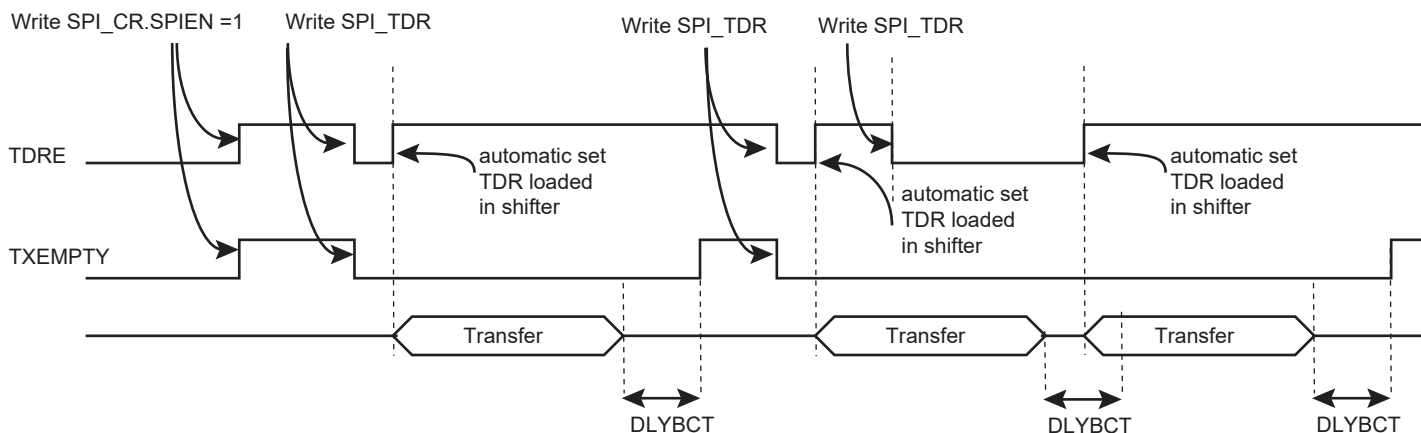 Write SPI_CR.SPIEN =1
Write SPI_TDR
Write SPI_TDR
Write SPI_TDR
TDRE
automatic set
TDR loaded
in shifter
automatic set
TDR loaded
in shifter
automatic set
TDR loaded
in shifter
TXEMPTY
Transfer
Transfer
Transfer
DLYBCT
DLYBCT
DLYBCT